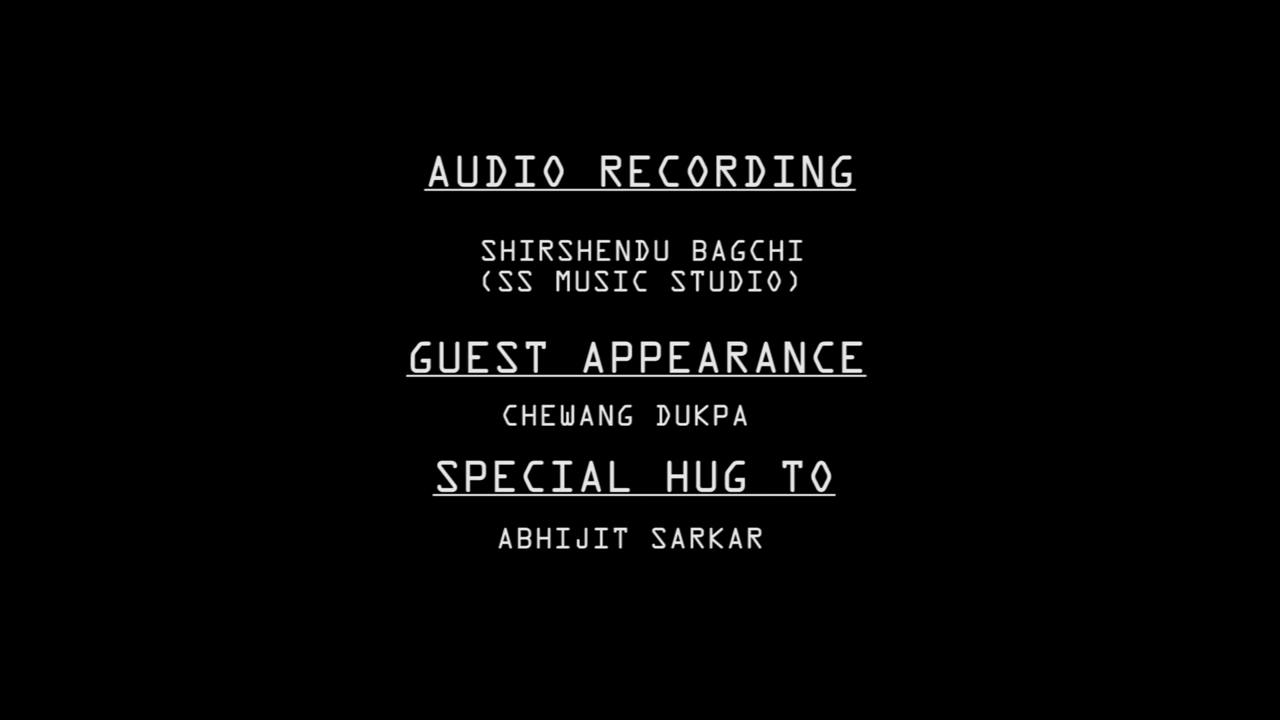 AUDIO RECORDING
SHIRSHENDU BAGCHI
(SS MUSIC STUDIO)
GUEST APPEARANCE
CHEWANG DUKPA
SPECIAL HUG TO
ABHIJIT SARKAR